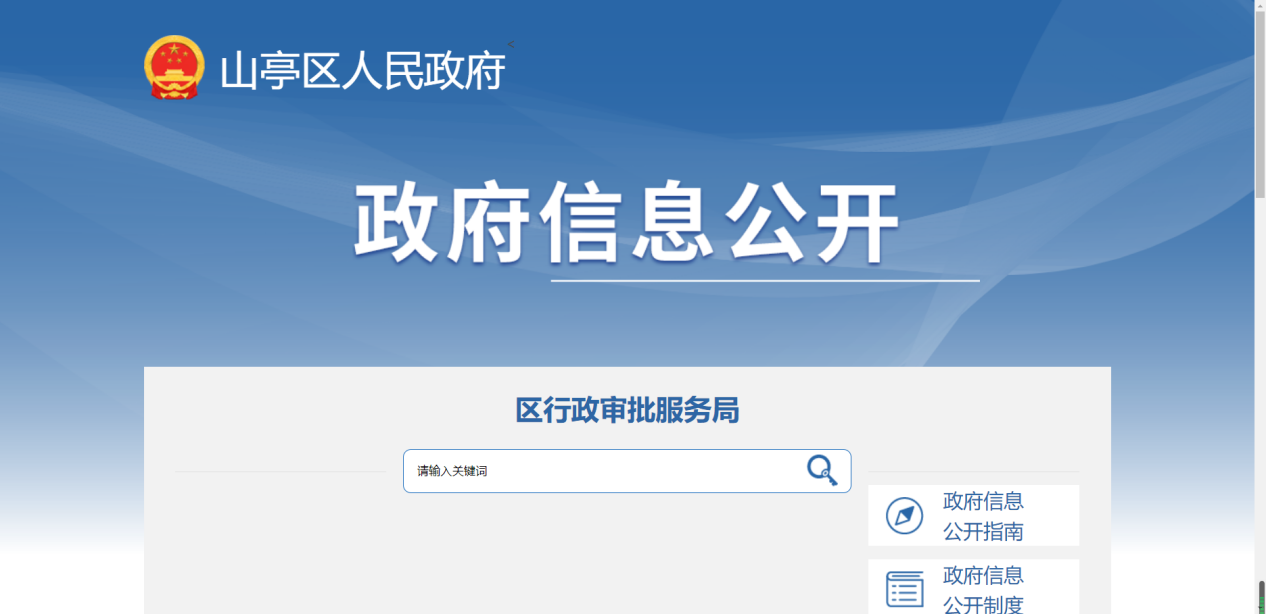 山亭区人民政府
<
政府信息公开
区行政审批服务局
请输入关键词
政府信息
公开指南
政府信息
公开制度